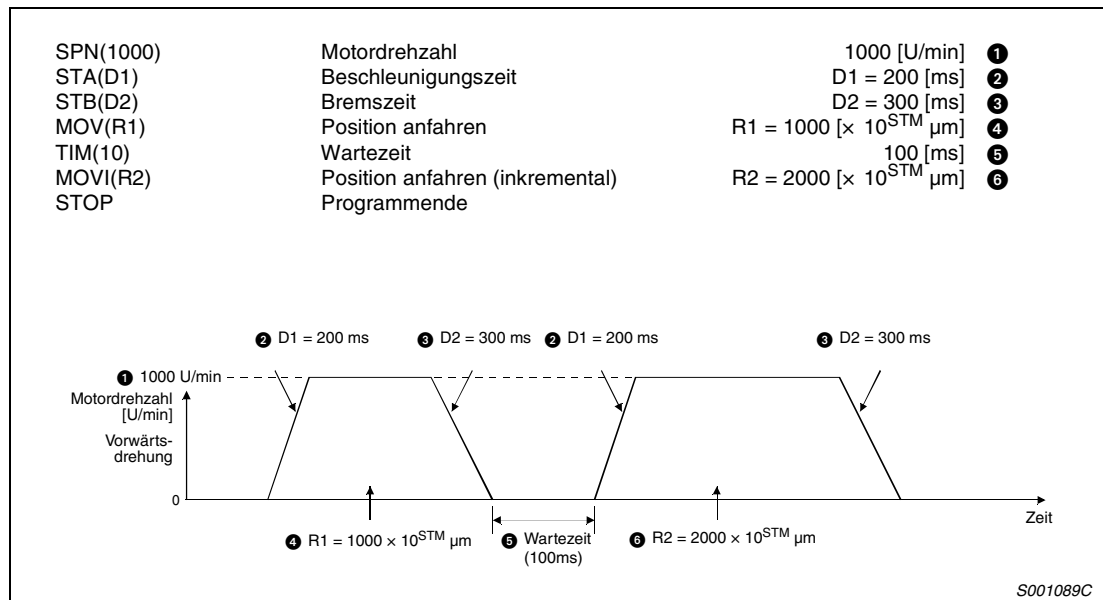 SPN(1000) Motordrehzahl 1000 [U/min] ❶
STA(D1) Beschleunigungszeit D1 = 200 [ms] ❷
STB(D2) Bremszeit D2 = 300 [ms] ❸
MOV(R1) Position anfahren R1 = 1000 [× 10^STM µm] ❹
TIM(10) Wartezeit 100 [ms] ❺
MOVI(R2) Position anfahren (inkremental) R2 = 2000 [× 10^STM µm] ❻
STOP Programmende
❷ D1 = 200 ms ❸ D2 = 300 ms ❷ D1 = 200 ms ❸ D2 = 300 ms
❶ 1000 U/min
Motordrehzahl
[U/min]
Vorwärts-
drehung
0
Zeit
❹ R1 = 1000 × 10^STM µm ❺ Wartezeit ❻ R2 = 2000 × 10^STM µm
(100ms)
S001089C